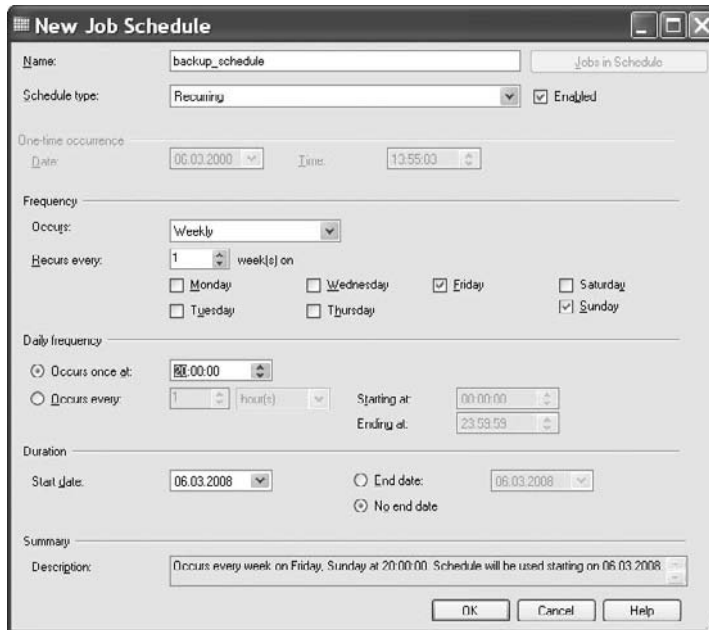 New Job Schedule
Name: backup_schedule Jobs in Schedule
Schedule type: Recurring Enabled
One-time occurrence
Date: 06.03.2000 Time: 13:55:03
Frequency
Occurs: Weekly
Recurs every: 1 week(s) on
Monday Wednesday Friday Saturday
Tuesday Thursday Sunday
Daily frequency
Occurs once at: 20:00:00
Occurs every: 1 hour(s) Starting at: 00:00:00
Ending at: 23:59:59
Duration
Start date: 06.03.2008 End date: 06.03.2008
No end date
Summary
Description: Occurs every week on Friday, Sunday at 20:00:00. Schedule will be used starting on 06.03.2008
OK Cancel Help